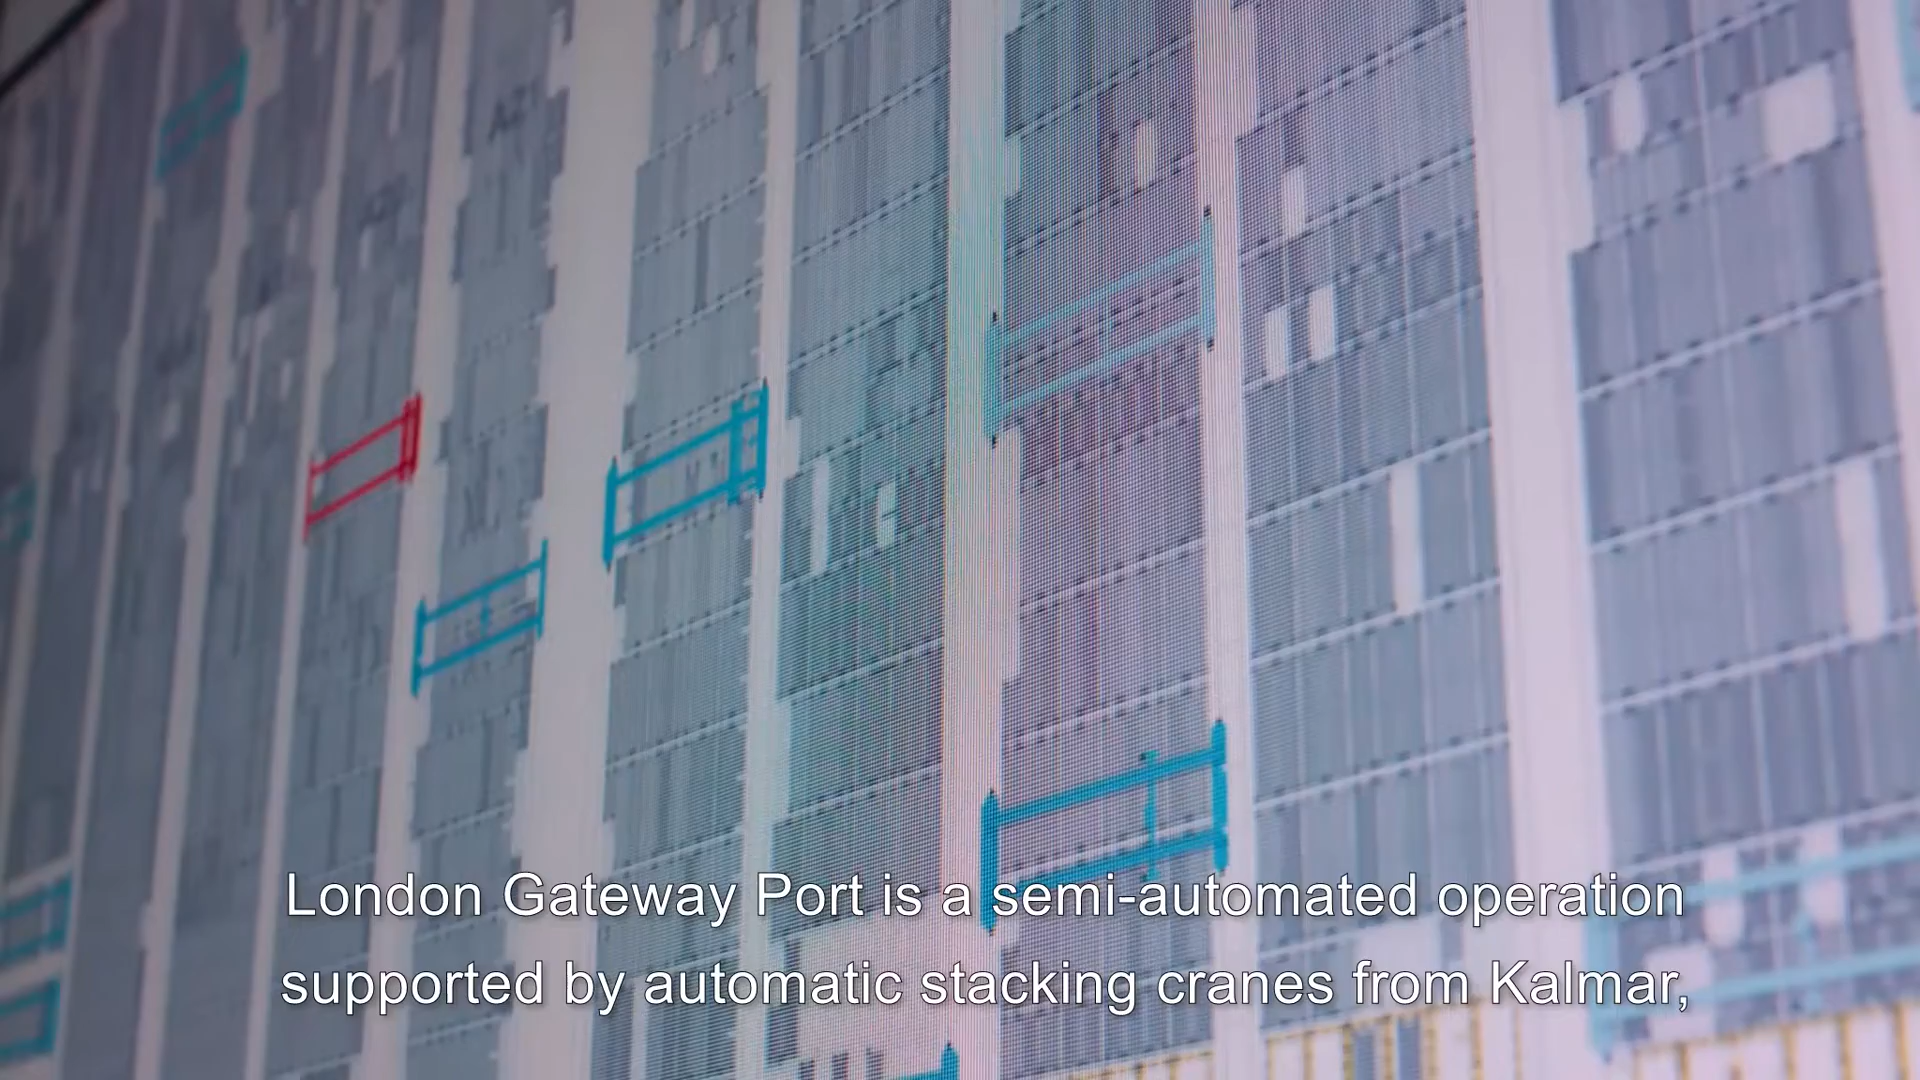 London Gateway Port is a semi-automated operation
supported by automatic stacking cranes from Kalmar,